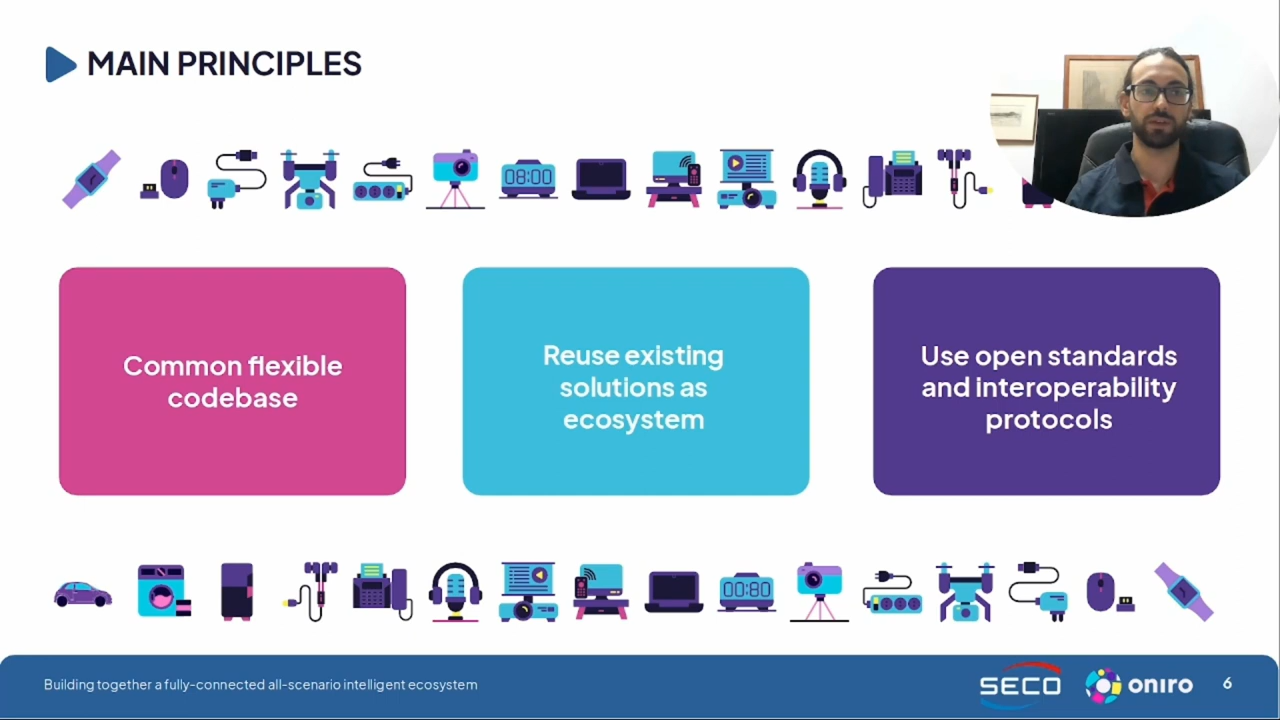 MAIN PRINCIPLES
08:00
Common flexible
codebase
Reuse existing
solutions as
ecosystem
Use open standards
and interoperability
protocols
00:80
Building together a fully-connected all-scenario intelligent ecosystem
SECO
oniro
6